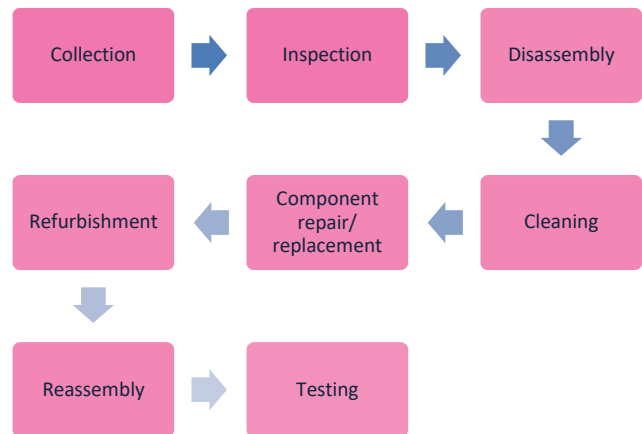 Collection
Inspection
Disassembly
Cleaning
Component
repair/
replacement
Refurbishment
Reassembly
Testing